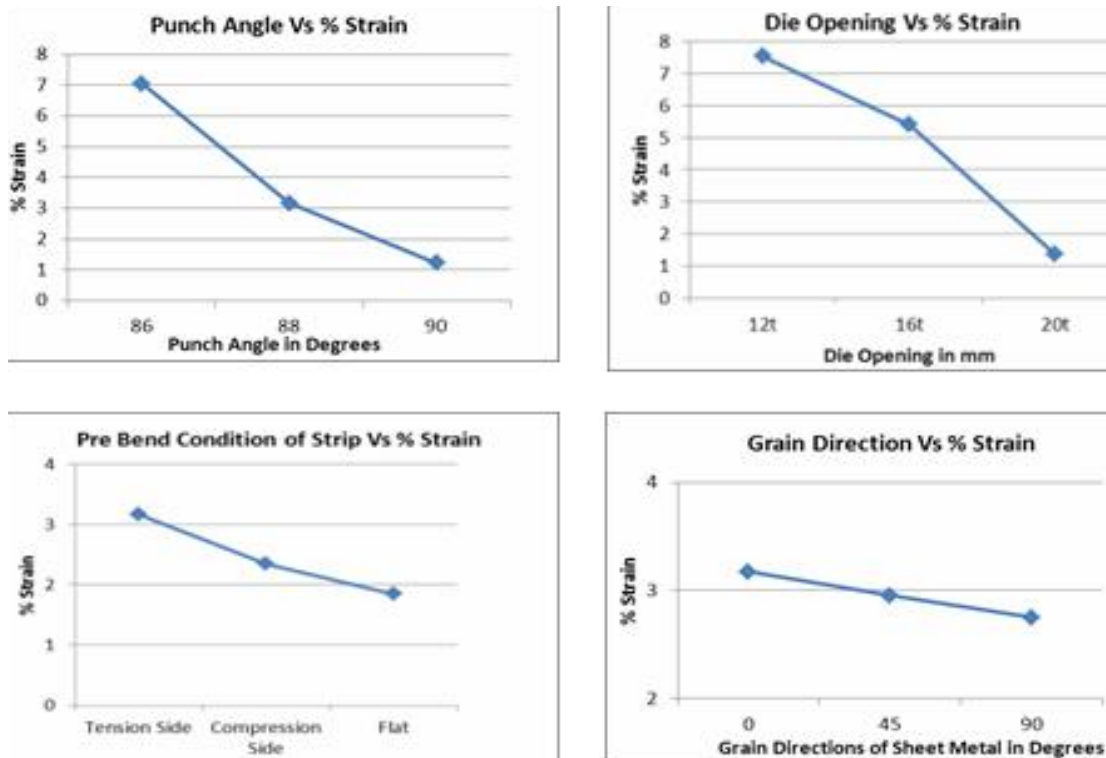 Punch Angle Vs % Strain
8
7
6
5
4
3
2
1
0
% Strain
86 88 90
Punch Angle in Degrees
Die Opening Vs % Strain
8
7
6
5
4
3
2
1
0
% Strain
12t 16t 20t
Die Opening in mm
Pre Bend Condition of Strip Vs % Strain
4
3
2
1
0
% Strain
Tension Side Compression Side Flat
Grain Direction Vs % Strain
4
3
2
% Strain
0 45 90
Grain Directions of Sheet Metal in Degrees